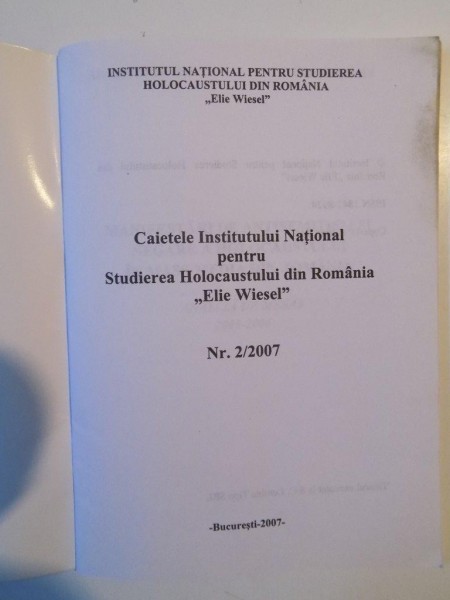 INSTITUTUL NAȚIONAL PENTRU STUDIEREA
HOLOCAUSTULUI DIN ROMÂNIA
„Elie Wiesel”
Caietele Institutului Național
pentru
Studierea Holocaustului din România
„Elie Wiesel”
Nr. 2/2007
-București-2007-